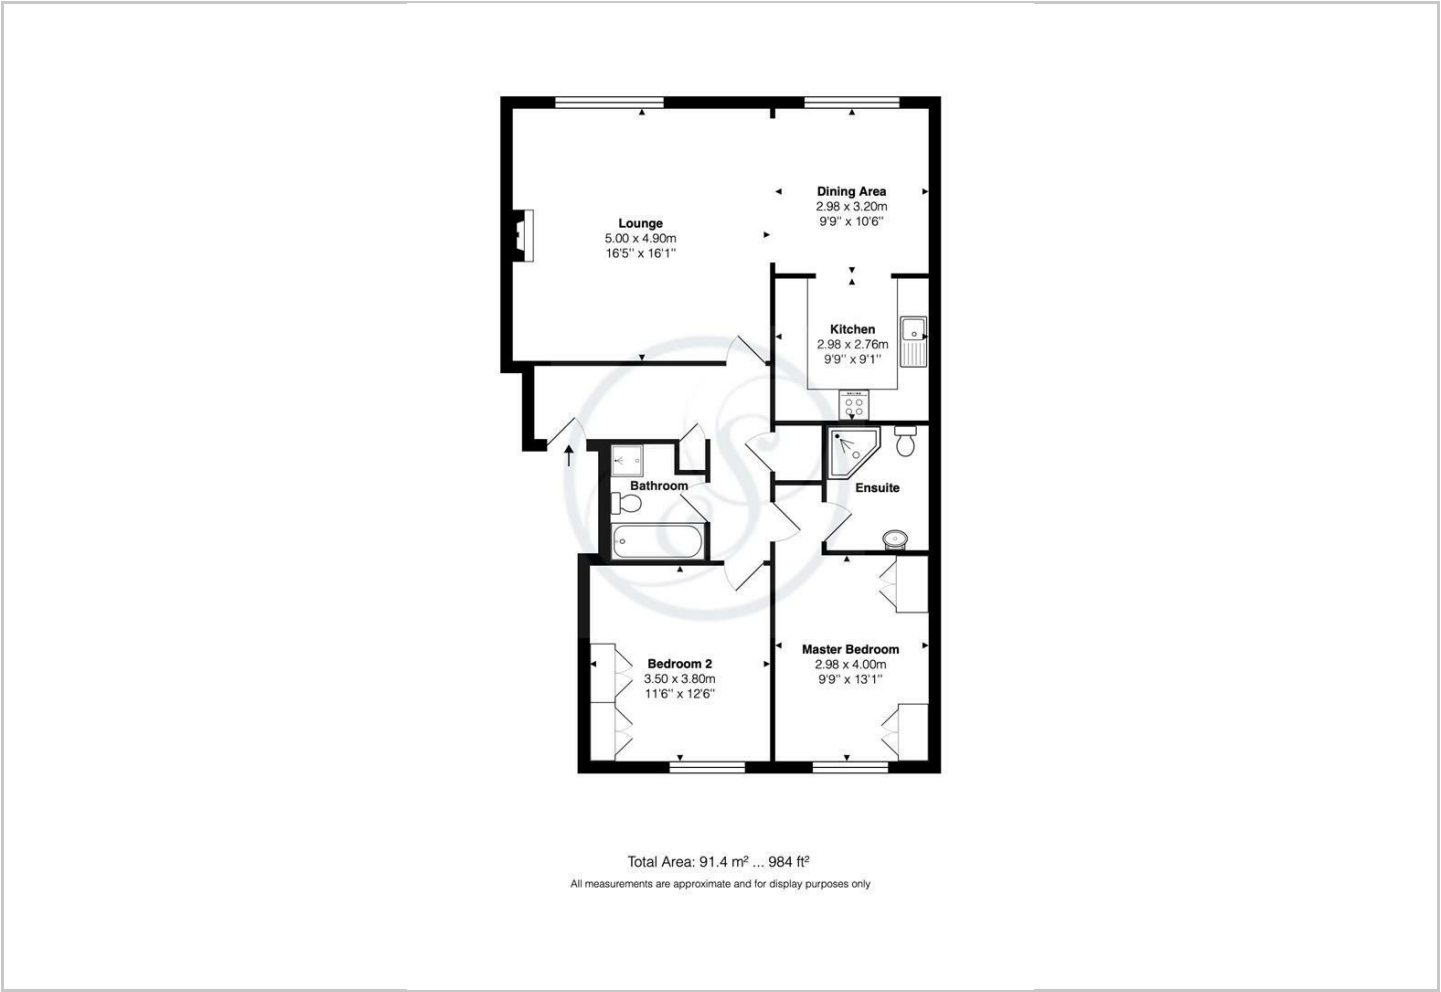 Dining Area
2.98 x 3.20m
9'9'' x 10'6''
Lounge
5.00 x 4.90m
16'5'' x 16'1''
Kitchen
2.98 x 2.76m
9'9'' x 9'1''
Bathroom
Ensuite
Master Bedroom
2.98 x 4.00m
9'9'' x 13'1''
Bedroom 2
3.50 x 3.80m
11'6'' x 12'6''
Total Area: 91.4 m² ... 984 ft²
All measurements are approximate and for display purposes only